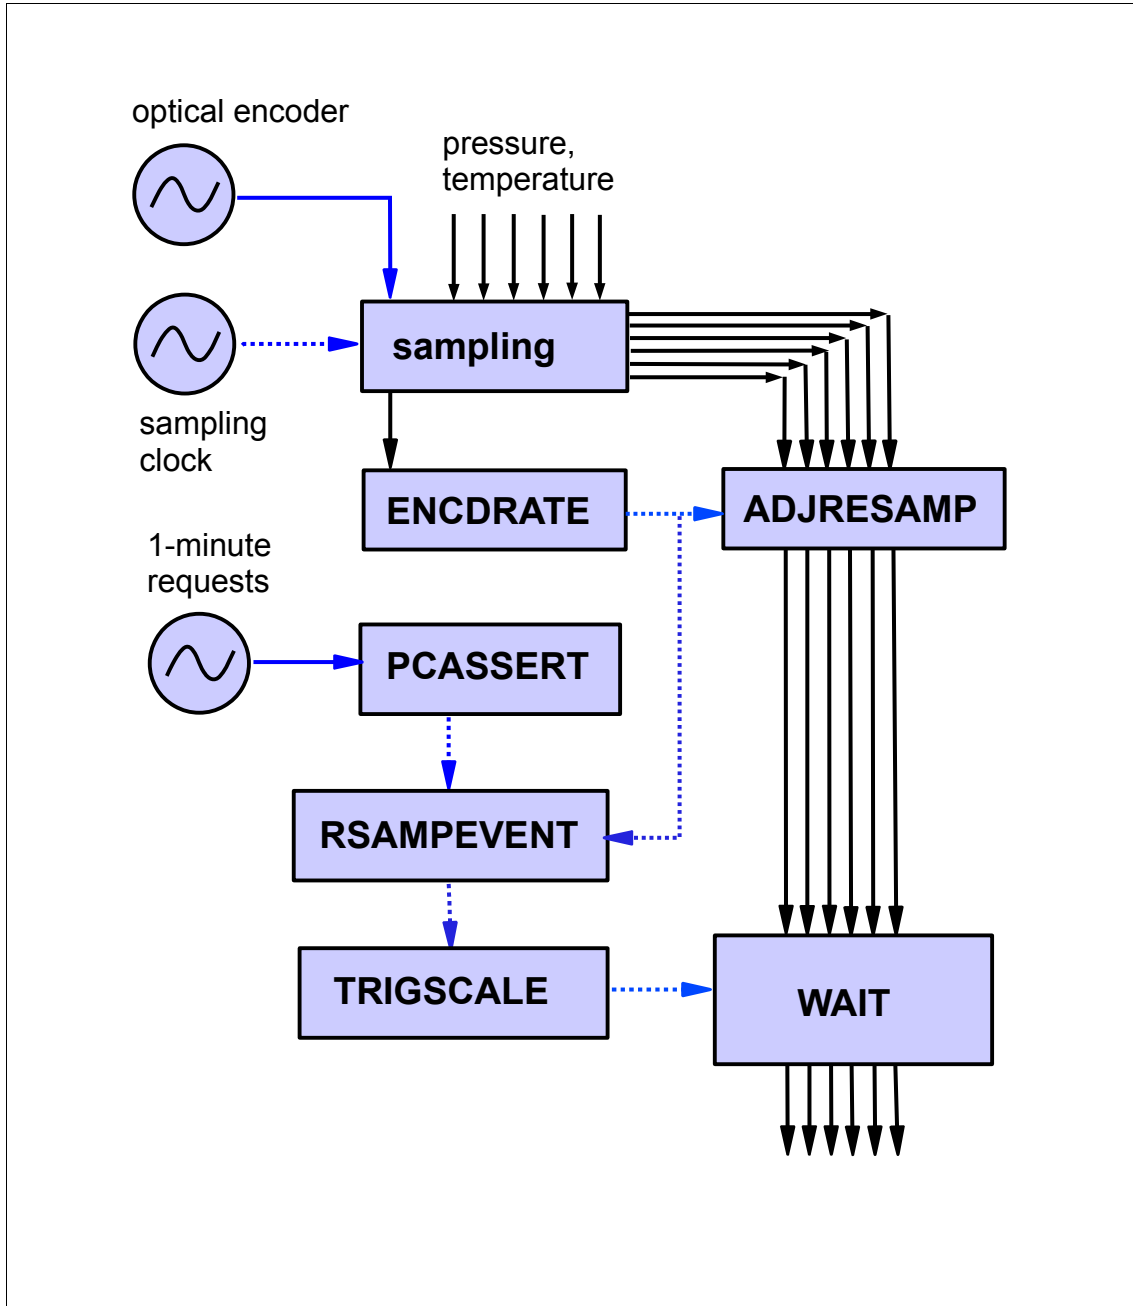 optical encoder
pressure,
temperature
sampling
sampling
clock
ENCDRATE
ADJRESAMP
1-minute
requests
PCASSERT
RSAMPEVENT
TRIGSCALE
WAIT